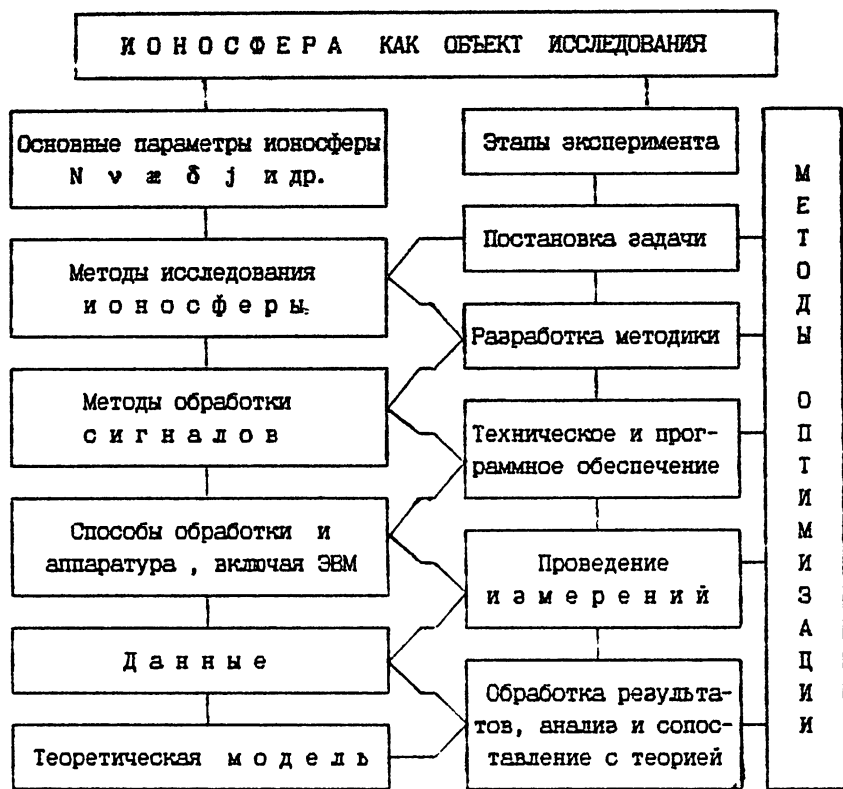 ИОНОСФЕРА КАК ОБЪЕКТ ИССЛЕДОВАНИЯ
Основные параметры ионосферы
N ν æ δ j и др.
Методы исследования
ионосферы
Методы обработки
сигналов
Способы обработки и
аппаратура , включая ЭВМ
Данные
Теоретическая модель
Этапы эксперимента
Постановка задачи
Разработка методики
Техническое и прог-
раммное обеспечение
Проведение
измерений
Обработка результа-
тов, анализ и сопос-
тавление с теорией
МЕТОДЫ ОПТИМИЗАЦИИ